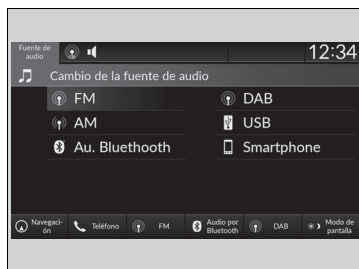 Fuente de
audio
12:34
Cambio de la fuente de audio
FM
DAB
AM
USB
Au. Bluethooth
Smartphone
Navegaci-
ón
Teléfono
FM
Audio por
Bluetooth
DAB
Modo de
pantalla